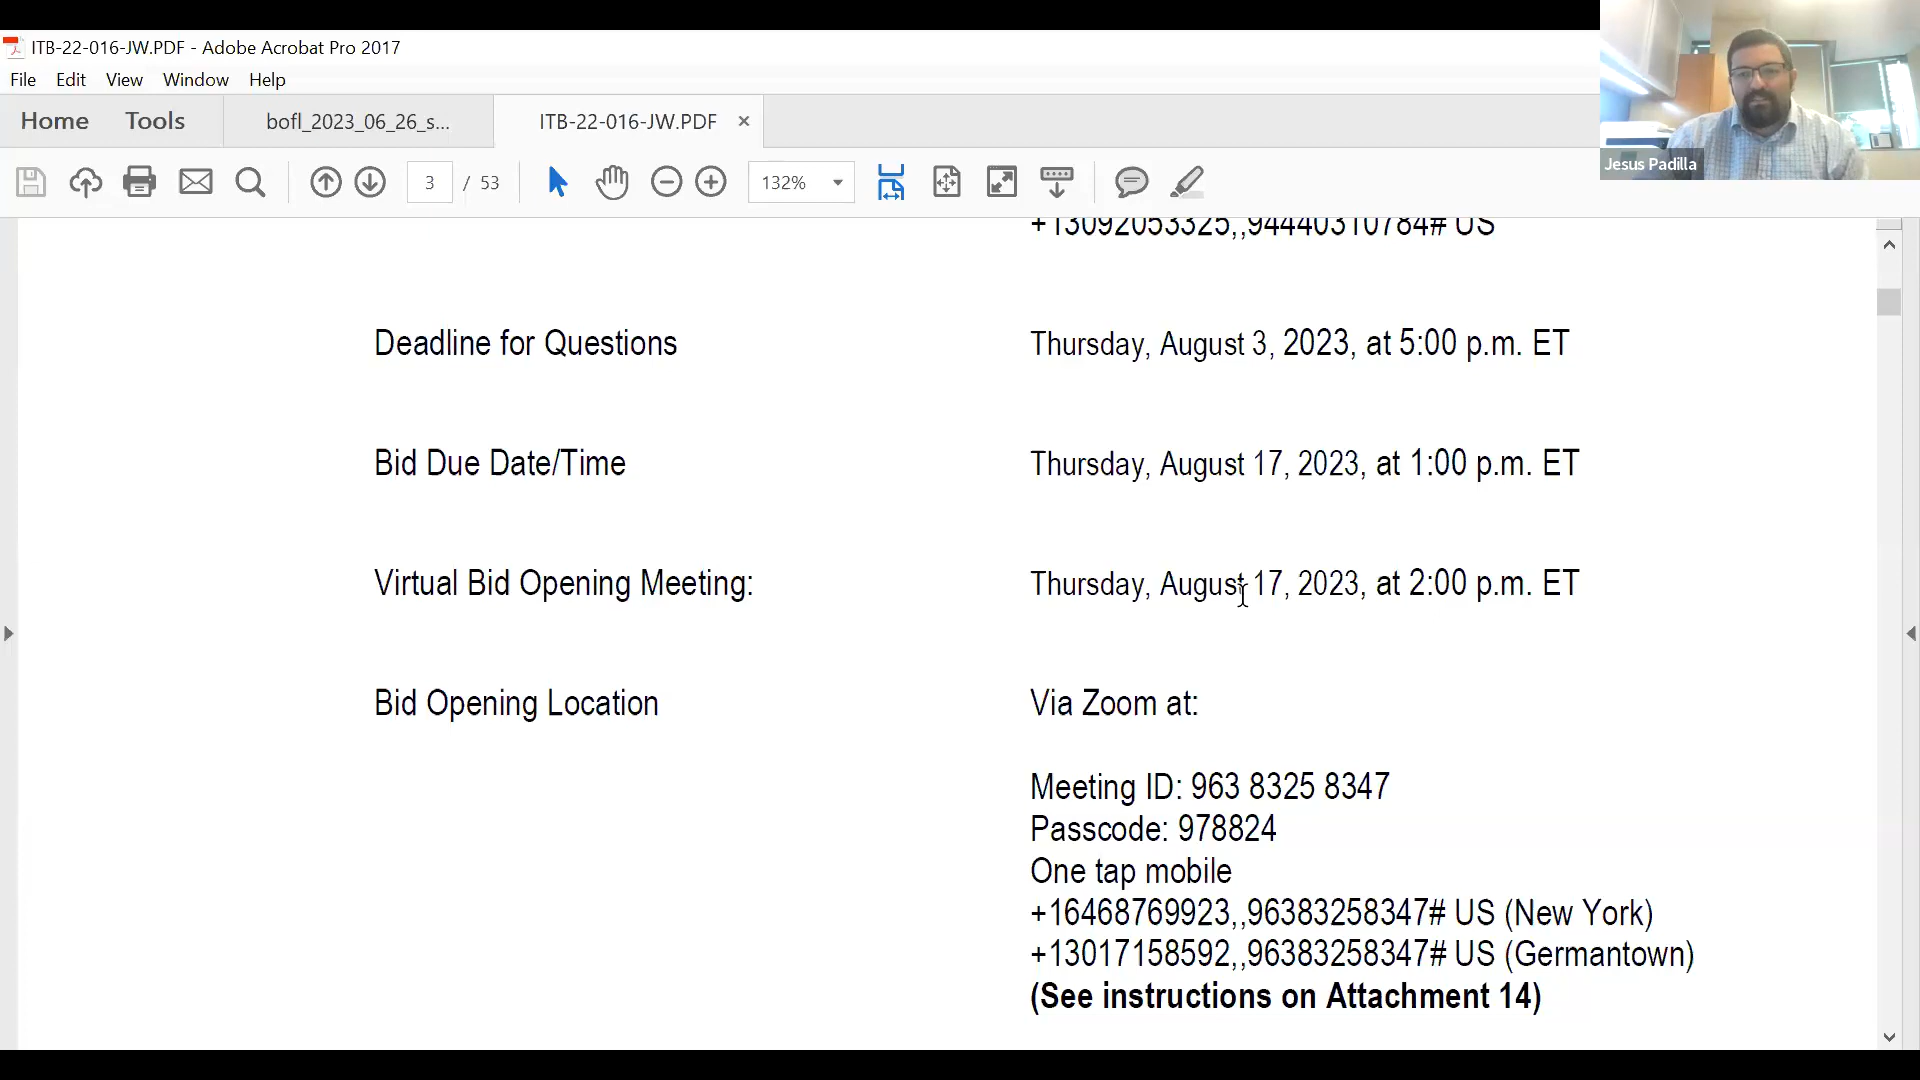 ITB-22-016-JW.PDF - Adobe Acrobat Pro 2017
File Edit View Window Help
Home Tools bofl_2023_06_26_s... ITB-22-016-JW.PDF ×
3 / 53 132%
Jesus Padilla
+13092053325,,94440310784# US
Deadline for Questions Thursday, August 3, 2023, at 5:00 p.m. ET
Bid Due Date/Time Thursday, August 17, 2023, at 1:00 p.m. ET
Virtual Bid Opening Meeting: Thursday, August 17, 2023, at 2:00 p.m. ET
Bid Opening Location Via Zoom at:
Meeting ID: 963 8325 8347
Passcode: 978824
One tap mobile
+16468769923,,96383258347# US (New York)
+13017158592,,96383258347# US (Germantown)
(See instructions on Attachment 14)